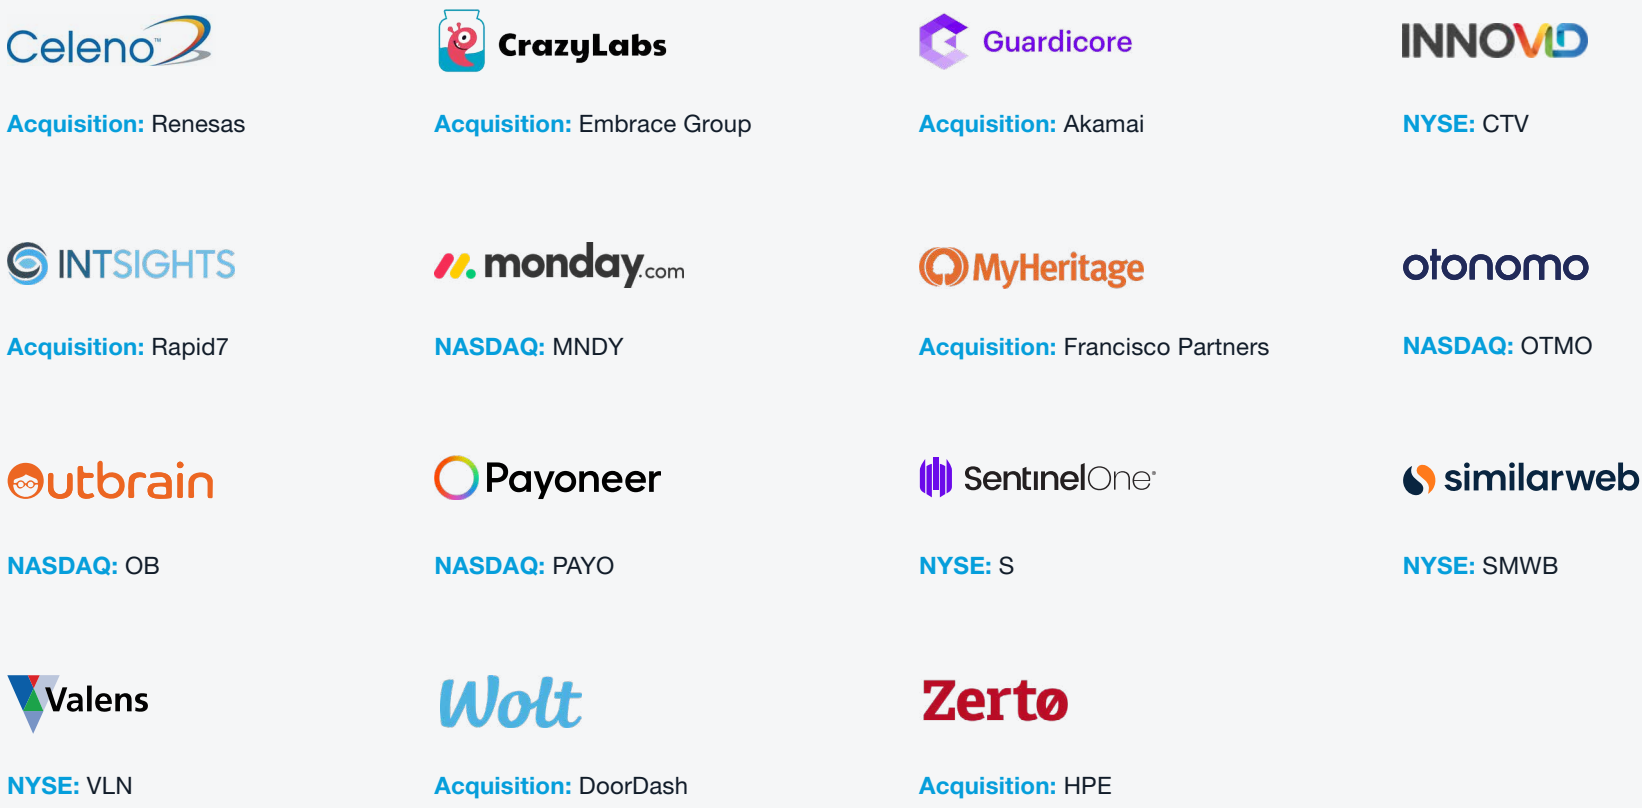 Celeno™
CrazyLabs
Guardicore
INNOVID
Acquisition: Renesas
Acquisition: Embrace Group
Acquisition: Akamai
NYSE: CTV
INTSIGHTS
monday.com
MyHeritage
otonomo
Acquisition: Rapid7
NASDAQ: MNDY
Acquisition: Francisco Partners
NASDAQ: OTMO
Outbrain
Payoneer
SentinelOne®
similarweb
NASDAQ: OB
NASDAQ: PAYO
NYSE: S
NYSE: SMWB
Valens
Wolt
Zerto
NYSE: VLN
Acquisition: DoorDash
Acquisition: HPE